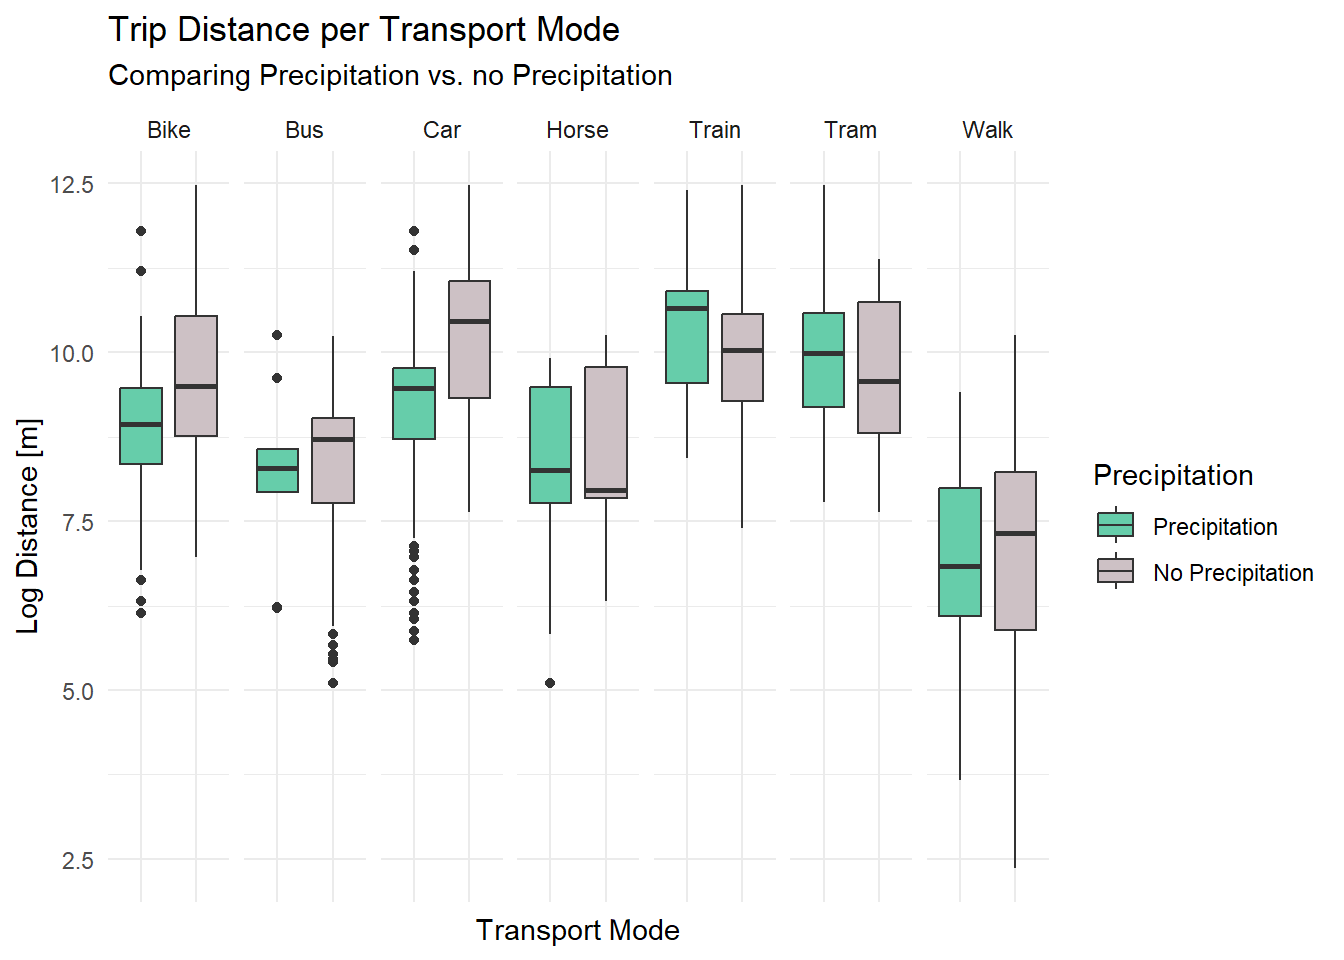 Trip Distance per Transport Mode
Comparing Precipitation vs. no Precipitation
Bike Bus Car Horse Train Tram Walk
12.5
10.0
7.5
5.0
2.5
Log Distance [m]
Transport Mode
Precipitation
Precipitation
No Precipitation